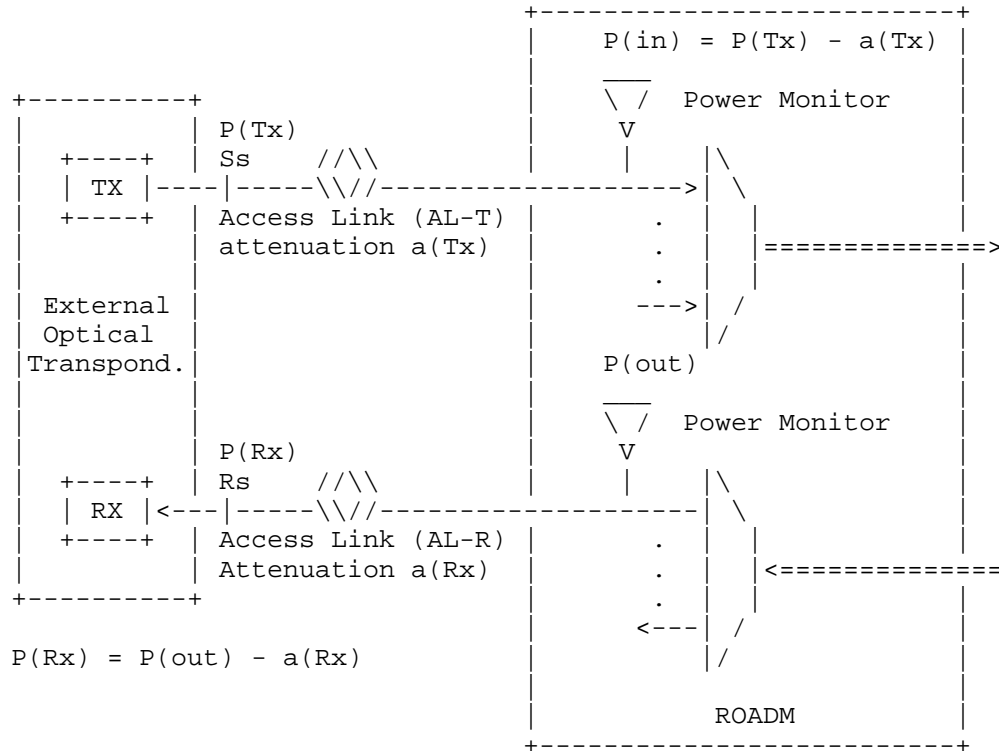 P(in) = P(Tx) - a(Tx)
Power Monitor
P(Tx)
V
Ss
TX
Access Link (AL-T)
attenuation a(Tx)
External
Optical
Transpond.
P(out)
Power Monitor
V
P(Rx)
Rs
RX
Access Link (AL-R)
Attenuation a(Rx)
P(Rx) = P(out) - a(Rx)
ROADM